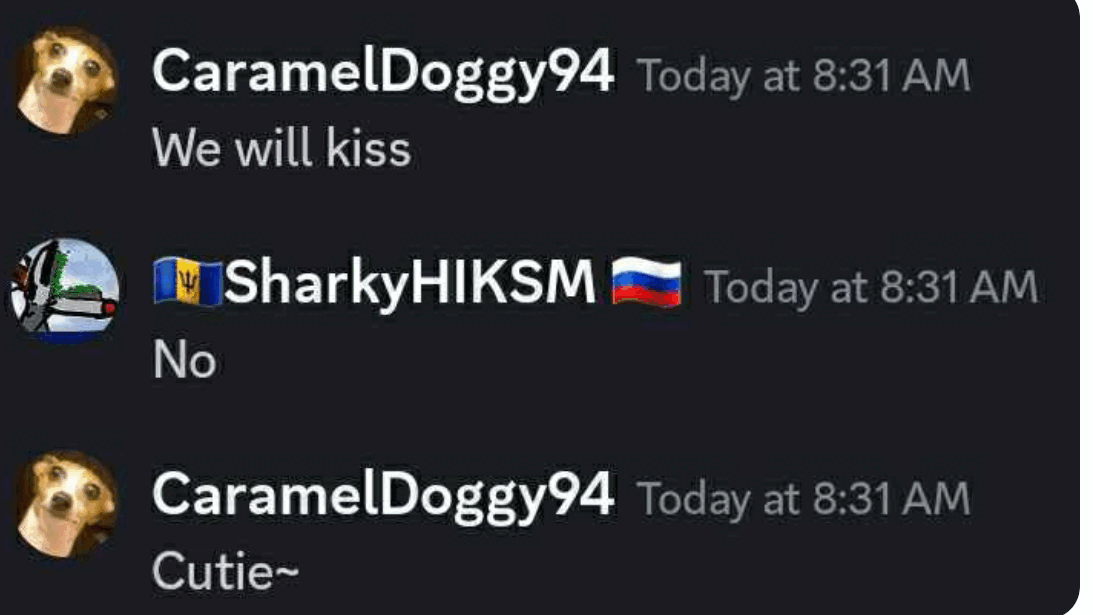 CaramelDoggy94 Today at 8:31 AM
We will kiss
🇧🇧SharkyHIKSM 🇷🇺 Today at 8:31 AM
No
CaramelDoggy94 Today at 8:31 AM
Cutie~